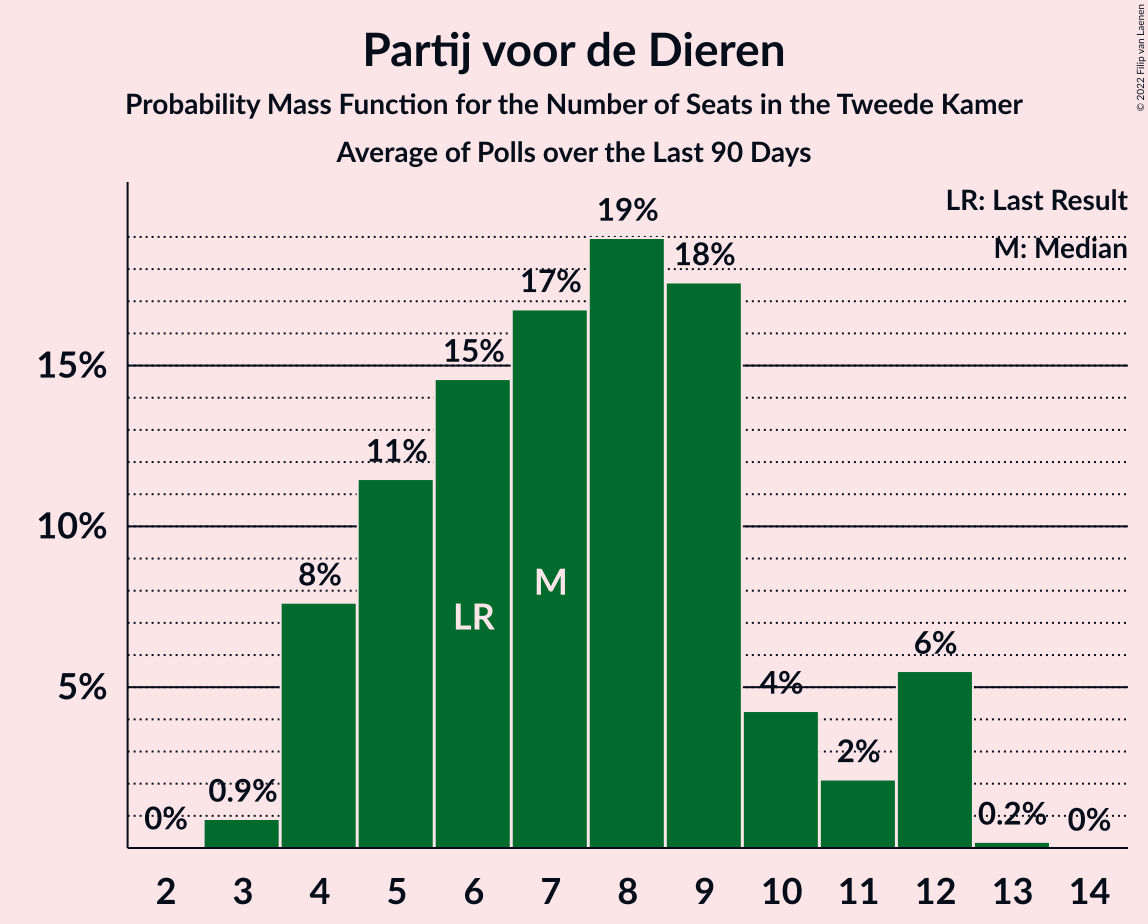 Partij voor de Dieren
Probability Mass Function for the Number of Seats in the Tweede Kamer
Average of Polls over the Last 90 Days
© 2022 Filip van Laenen
LR: Last Result
M: Median
15%
10%
5%
0%
0.9%
8%
11%
15%
17%
19%
18%
4%
2%
6%
0.2%
0%
LR
M
2 3 4 5 6 7 8 9 10 11 12 13 14